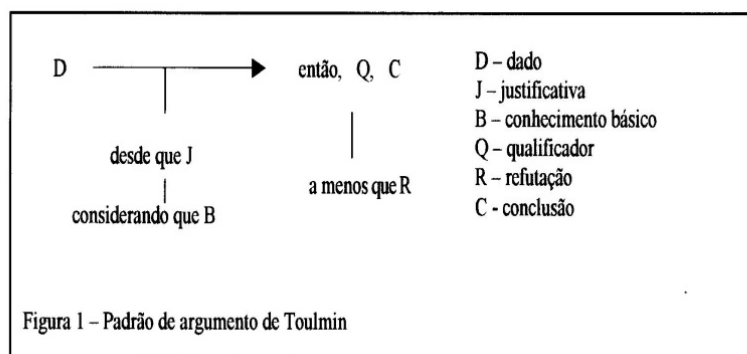 D então, Q, C
desde que J
considerando que B
a menos que R
D – dado
J – justificativa
B – conhecimento básico
Q – qualificador
R – refutação
C - conclusão
Figura 1 – Padrão de argumento de Toulmin